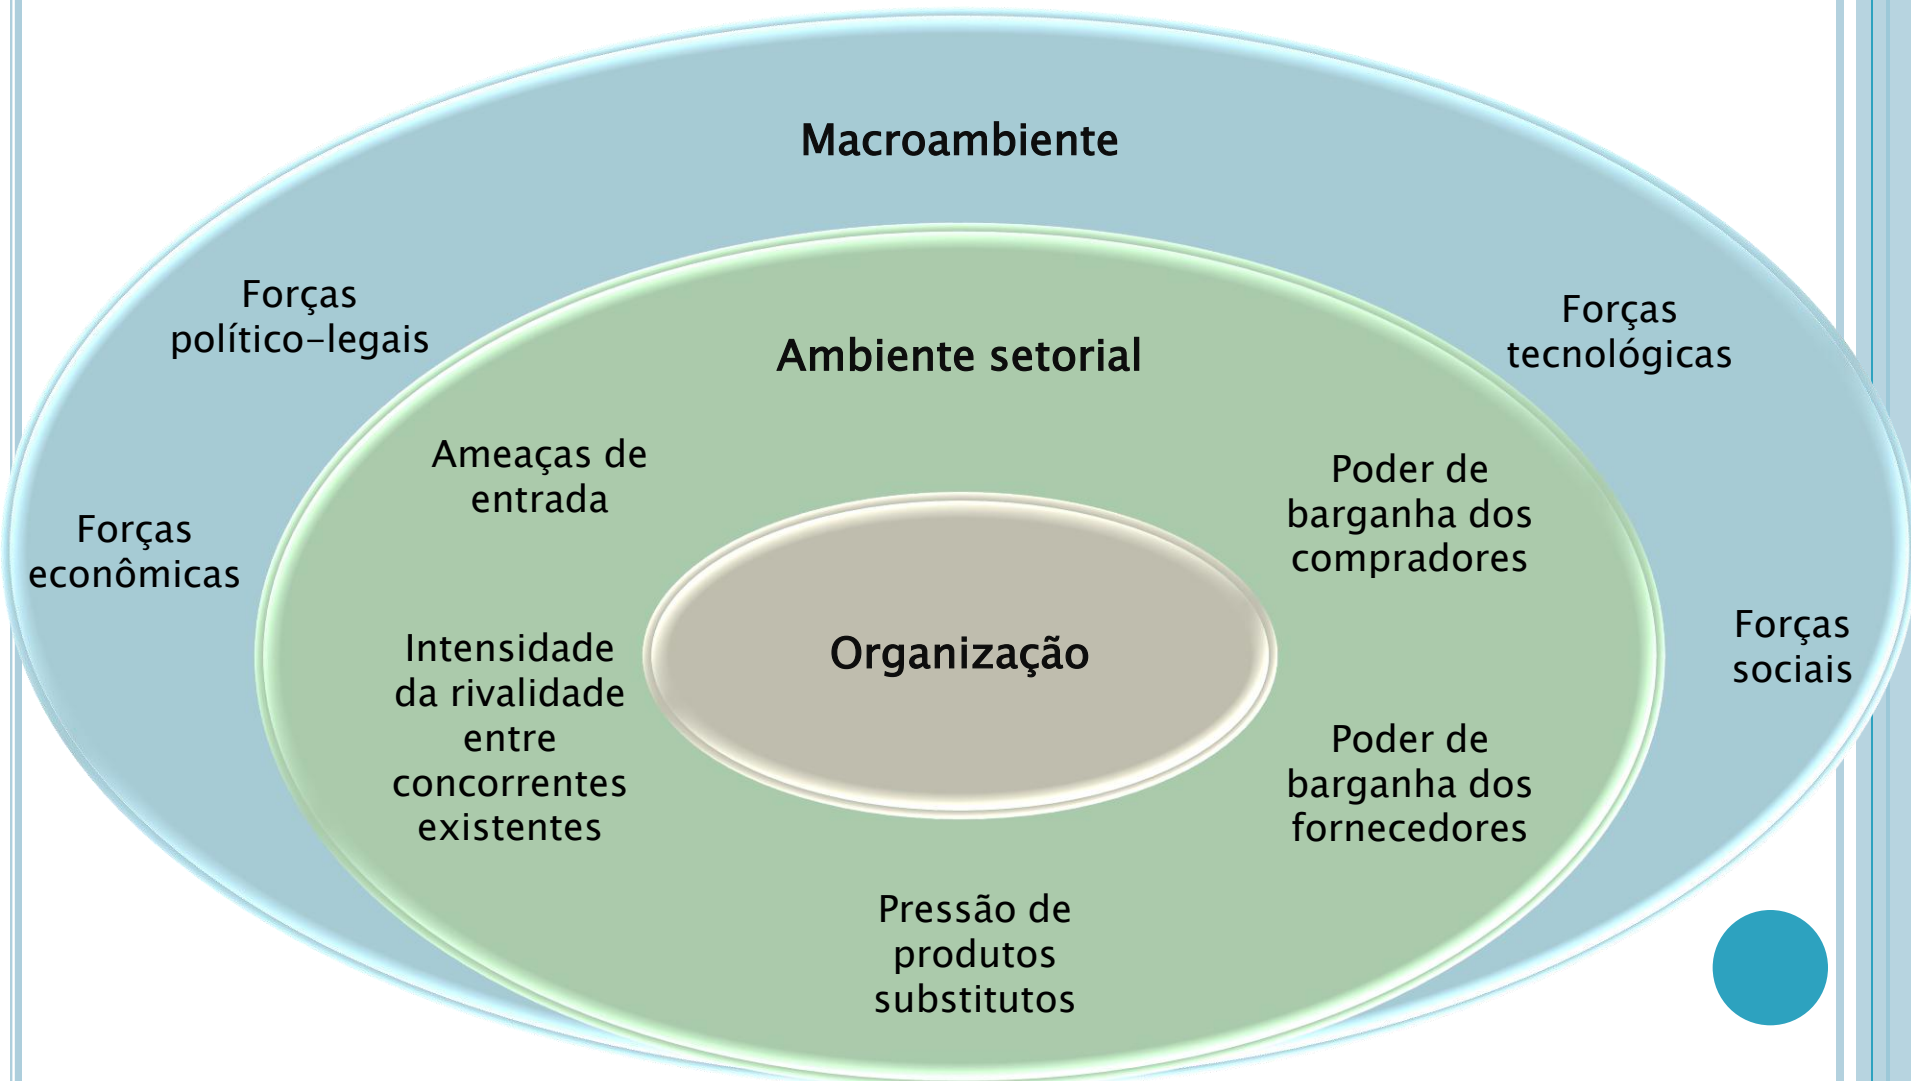 Macroambiente
Forças
político-legais
Forças
tecnológicas
Forças
econômicas
Forças
sociais
Ambiente setorial
Ameaças de
entrada
Poder de
barganha dos
compradores
Intensidade
da rivalidade
entre
concorrentes
existentes
Poder de
barganha dos
fornecedores
Pressão de
produtos
substitutos
Organização